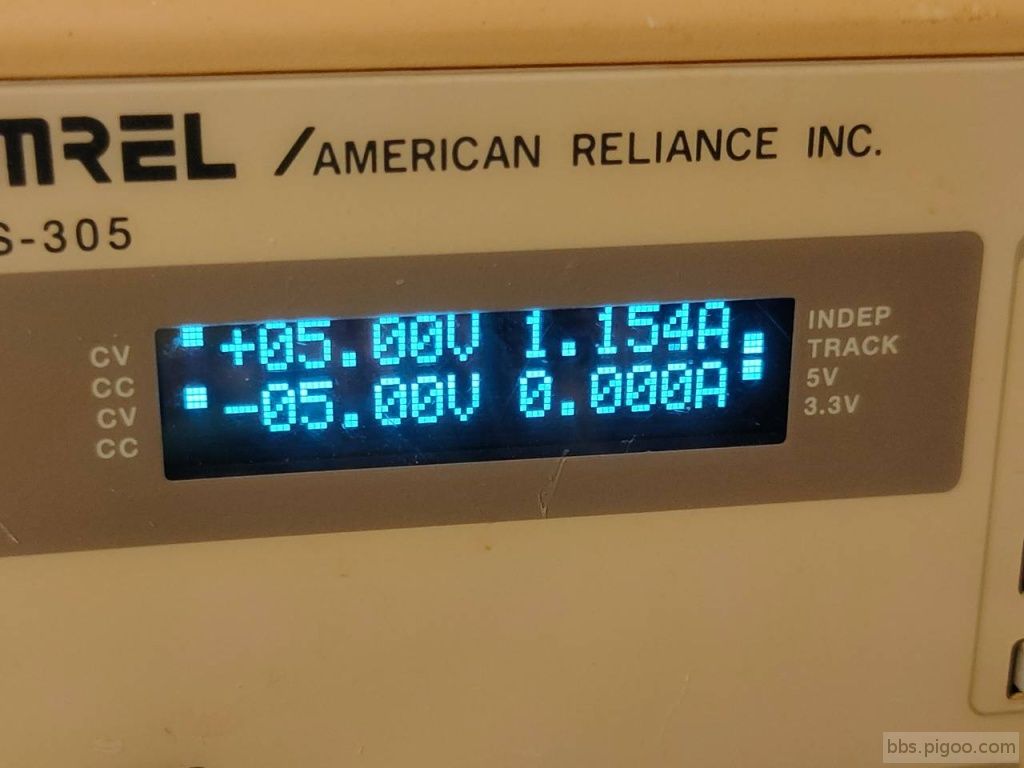 MREL /AMERICAN RELIANCE INC.
S-305
+05.00V 1.154A
-05.00V 0.000A
CV
CC
CV
CC
INDEP
TRACK
5V
3.3V
bbs.pigoo.com